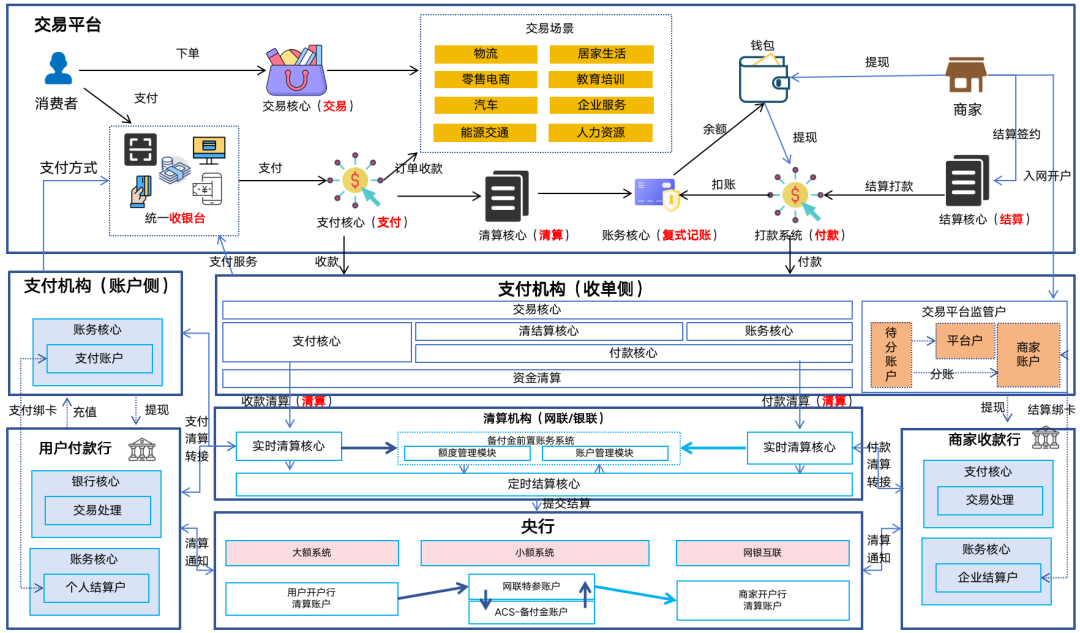 交易平台
交易场景
物流
居家生活
零售电商
教育培训
汽车
企业服务
能源交通
人力资源
消费者
下单
支付
交易核心（交易）
钱包
提现
商家
余额
提现
结算签约
入网开户
支付方式
统一收银台
支付
支付核心（支付）
订单收款
清算核心（清算）
账务核心（复式记账）
扣账
打款系统（付款）
结算打款
结算核心（结算）
支付服务
收款
付款
支付机构（账户侧）
账务核心
支付账户
支付机构（收单侧）
交易核心
支付核心
清结算核心
账务核心
付款核心
资金清算
交易平台监管户
待分账户
平台户
商家
账户
分账
支付绑卡
充值
提现
收款清算（清算）
付款清算（清算）
提现
结算绑卡
用户付款行
银行核心
交易处理
账务核心
个人结算户
支付
清算
转接
清算机构（网联/银联）
实时清算核心
备付金前置账务系统
额度管理模块
账户管理模块
实时清算核心
定时结算核心
付款
清算
转接
提交结算
商家收款行
支付核心
交易处理
账务核心
企业结算户
清算
通知
央行
大额系统
小额系统
网银互联
用户开户行
清算账户
网联特参账户
ACS-备付金账户
商家开户行
清算账户
清算
通知